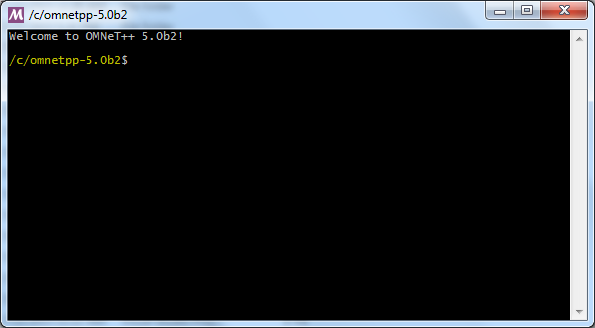 /c/omnetpp-5.0b2
Welcome to OMNeT++ 5.0b2!
/c/omnetpp-5.0b2$